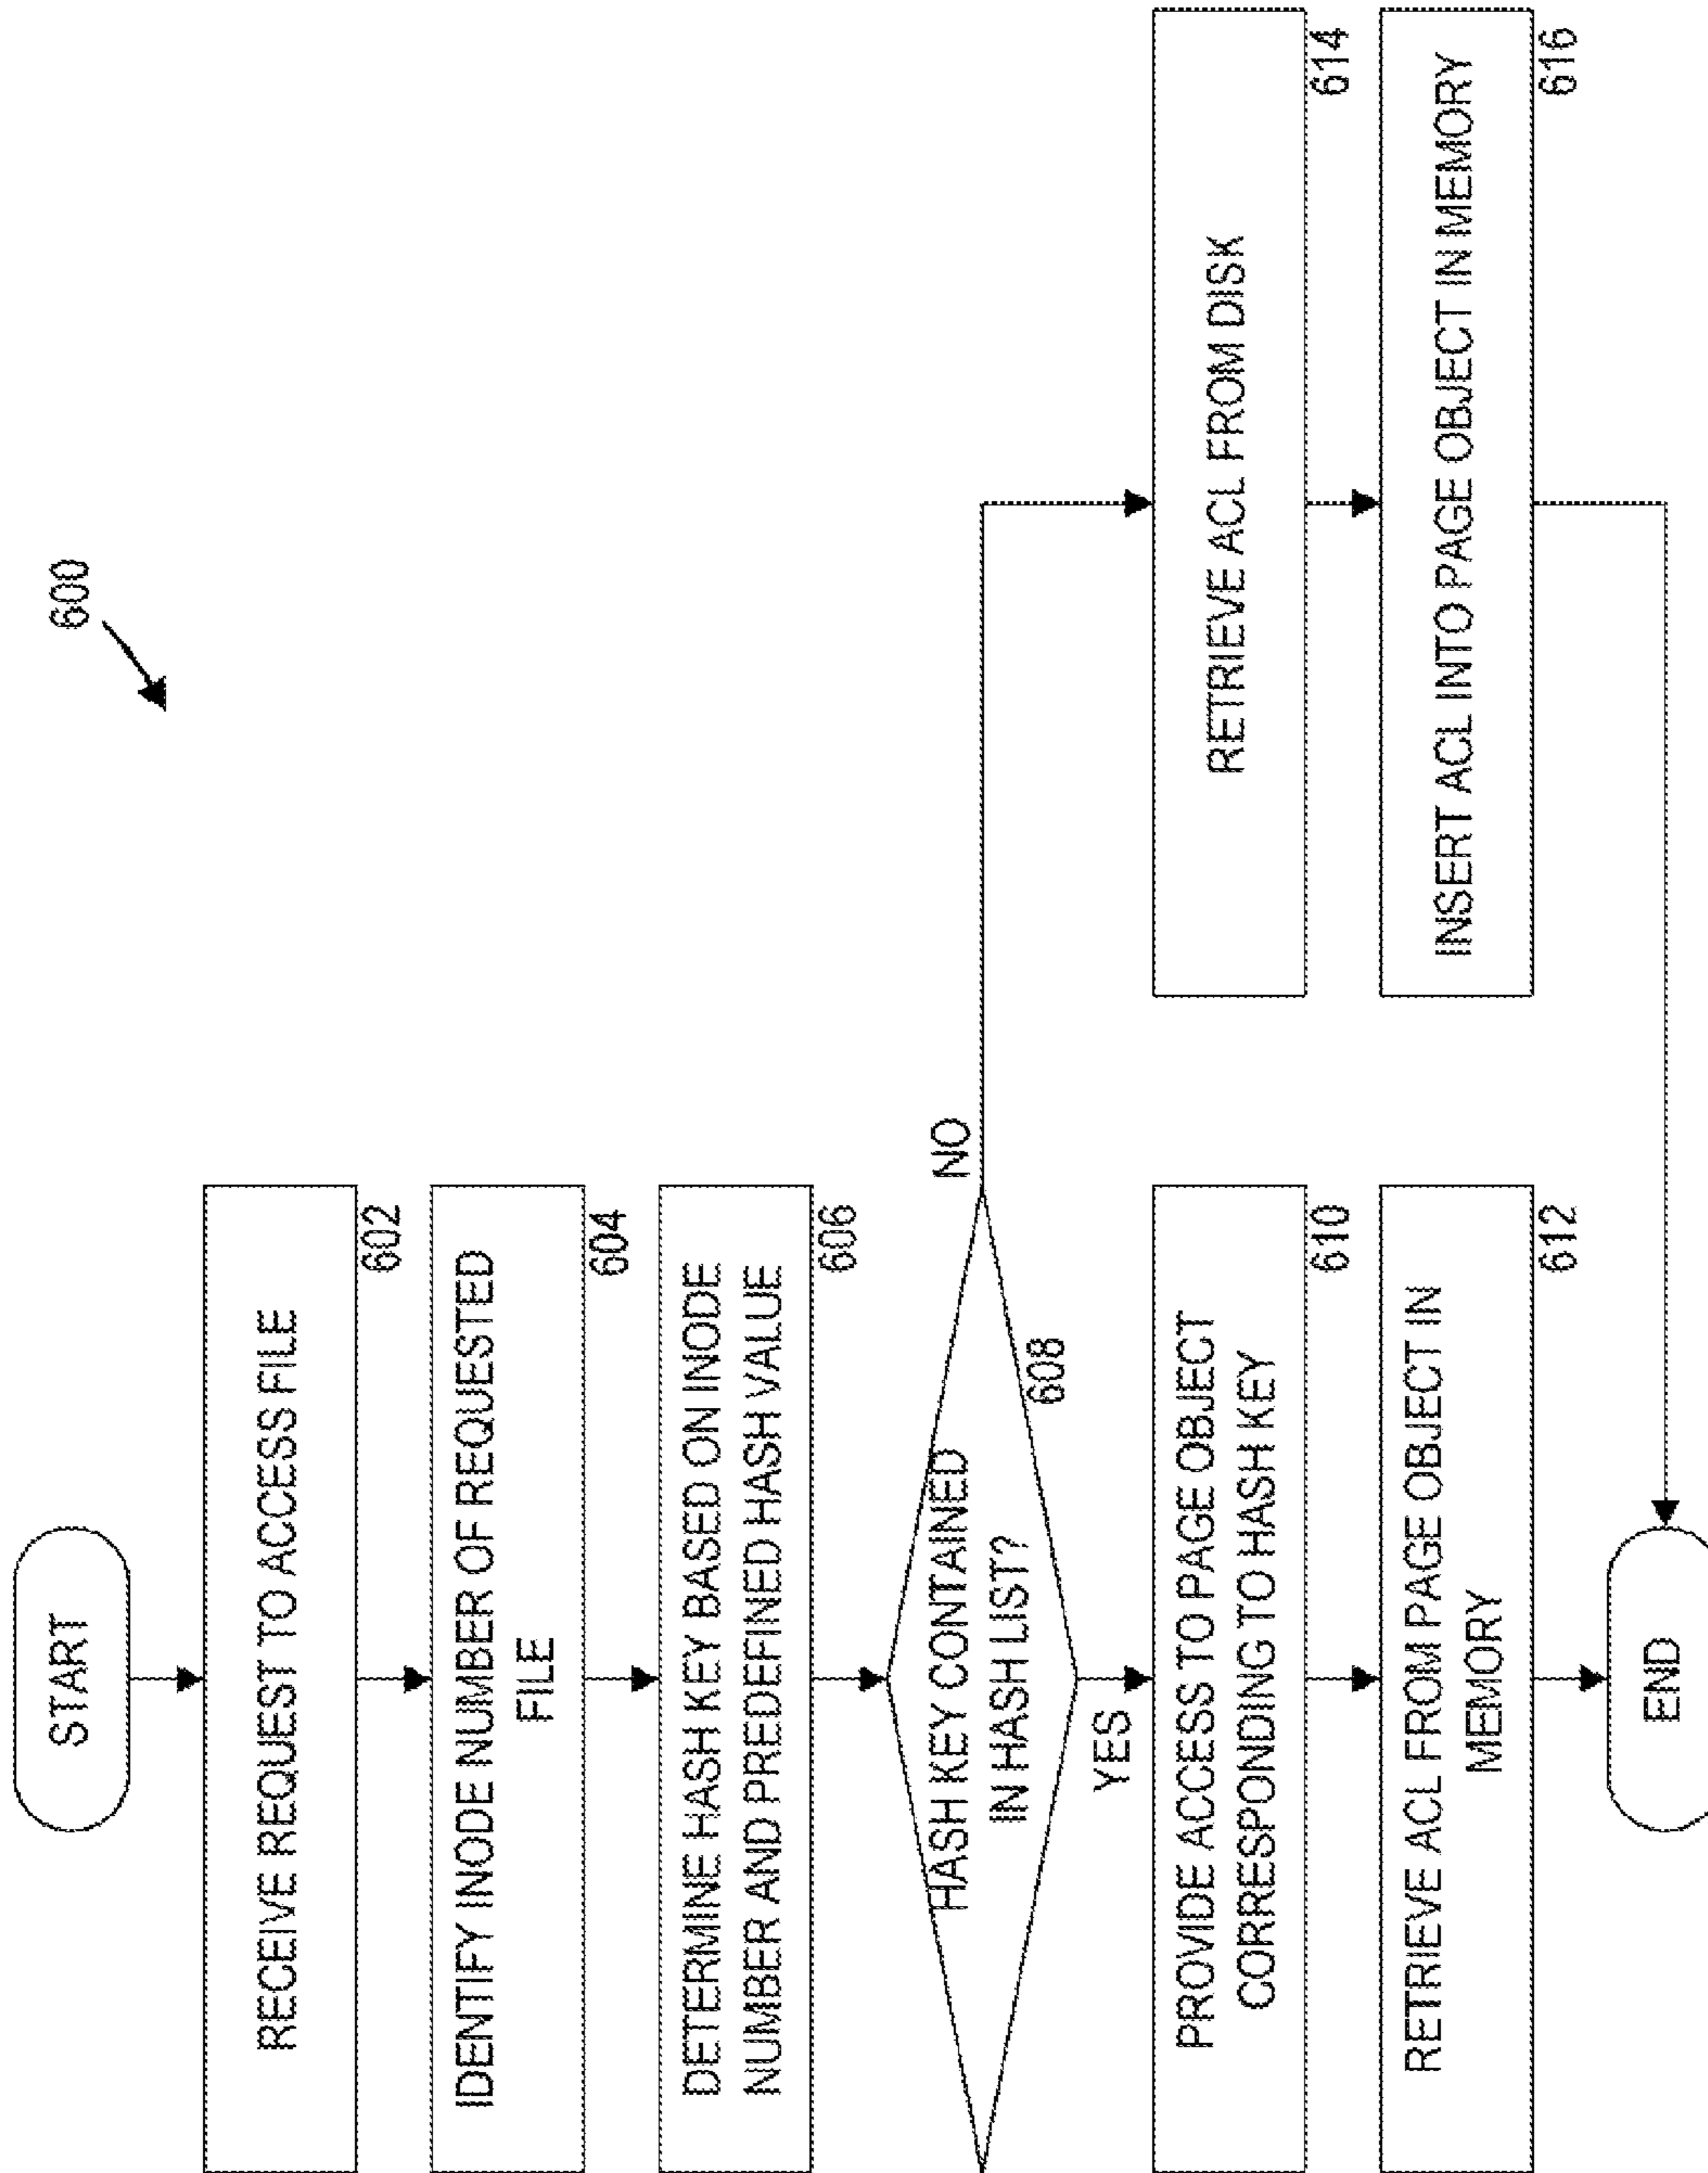 600
START
RECEIVE REQUEST TO ACCESS FILE
602
IDENTIFY INODE NUMBER OF REQUESTED
FILE
604
DETERMINE HASH KEY BASED ON INODE
NUMBER AND PREDEFINED HASH VALUE
606
HASH KEY CONTAINED
IN HASH LIST?
608
NO
YES
PROVIDE ACCESS TO PAGE OBJECT
CORRESPONDING TO HASH KEY
610
RETRIEVE ACL FROM PAGE OBJECT IN
MEMORY
612
RETRIEVE ACL FROM DISK
614
INSERT ACL INTO PAGE OBJECT IN MEMORY
616
END